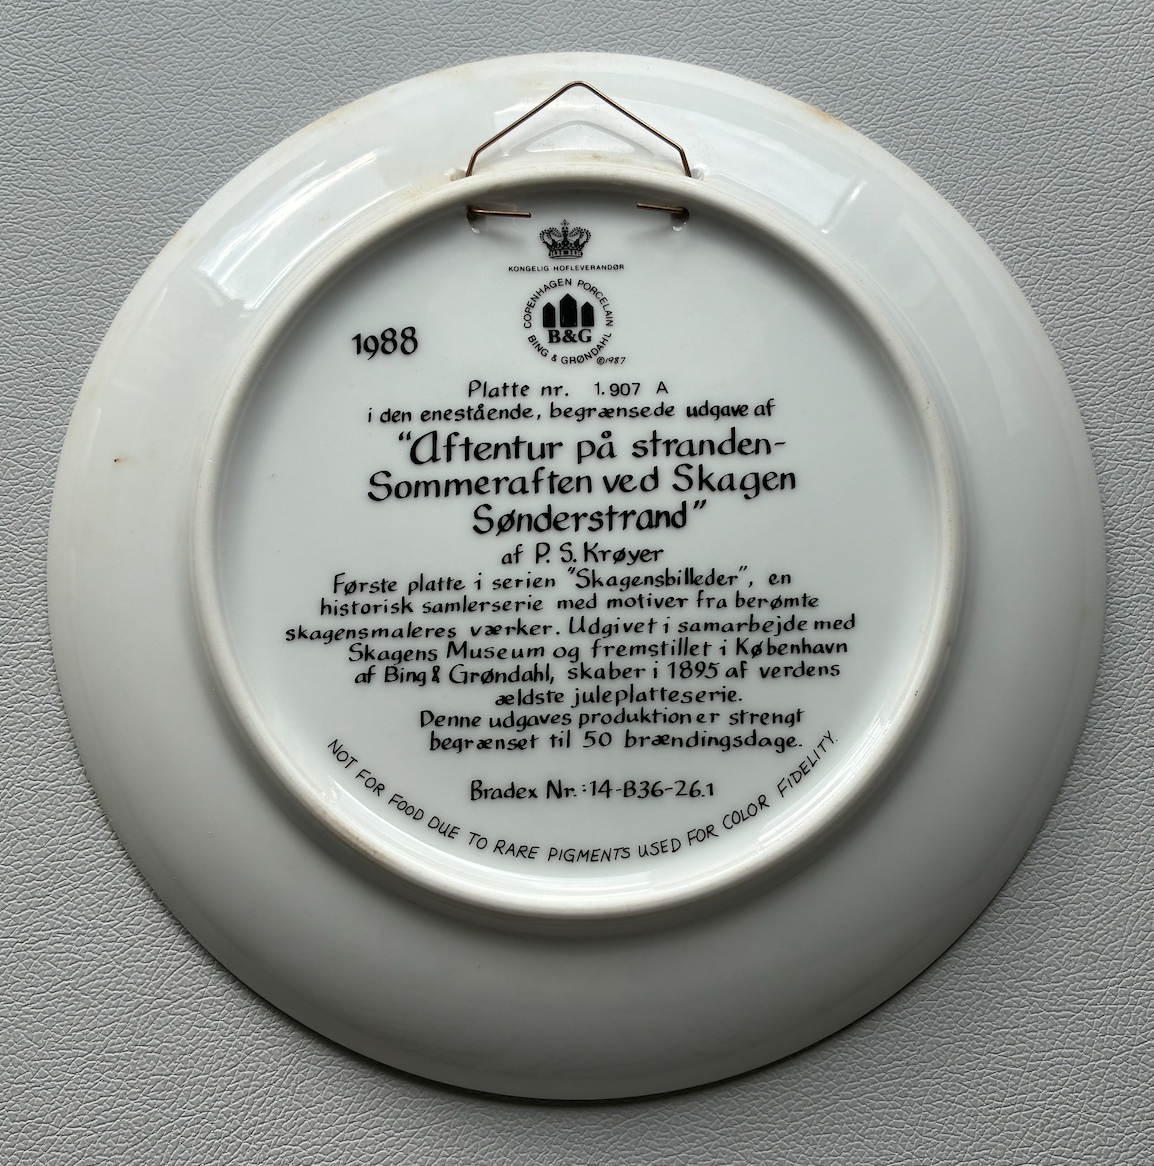 KONGELIG HOFLEVERANDØR
COPENHAGEN PORCELAIN
B&G
BING & GRØNDAHL
©1987
1988
Platte nr. 1.907 A
i den enestående, begrænsede udgave af
"Aftentur på stranden-
Sommeraften ved Skagen
Sønderstrand"
af P. S. Krøyer
Første platte i serien "Skagensbilleder", en
historisk samlerserie med motiver fra berømte
skagensmaleres værker. Udgivet i samarbejde med
Skagens Museum og fremstillet i København
af Bing & Grøndahl, skaber i 1895 af verdens
ældste juleplatteserie.
Denne udgaves produktion er strengt
begrænset til 50 brændingsdage.
Bradex Nr.: 14-B36-26.1
NOT FOR FOOD DUE TO RARE PIGMENTS USED FOR COLOR FIDELITY.